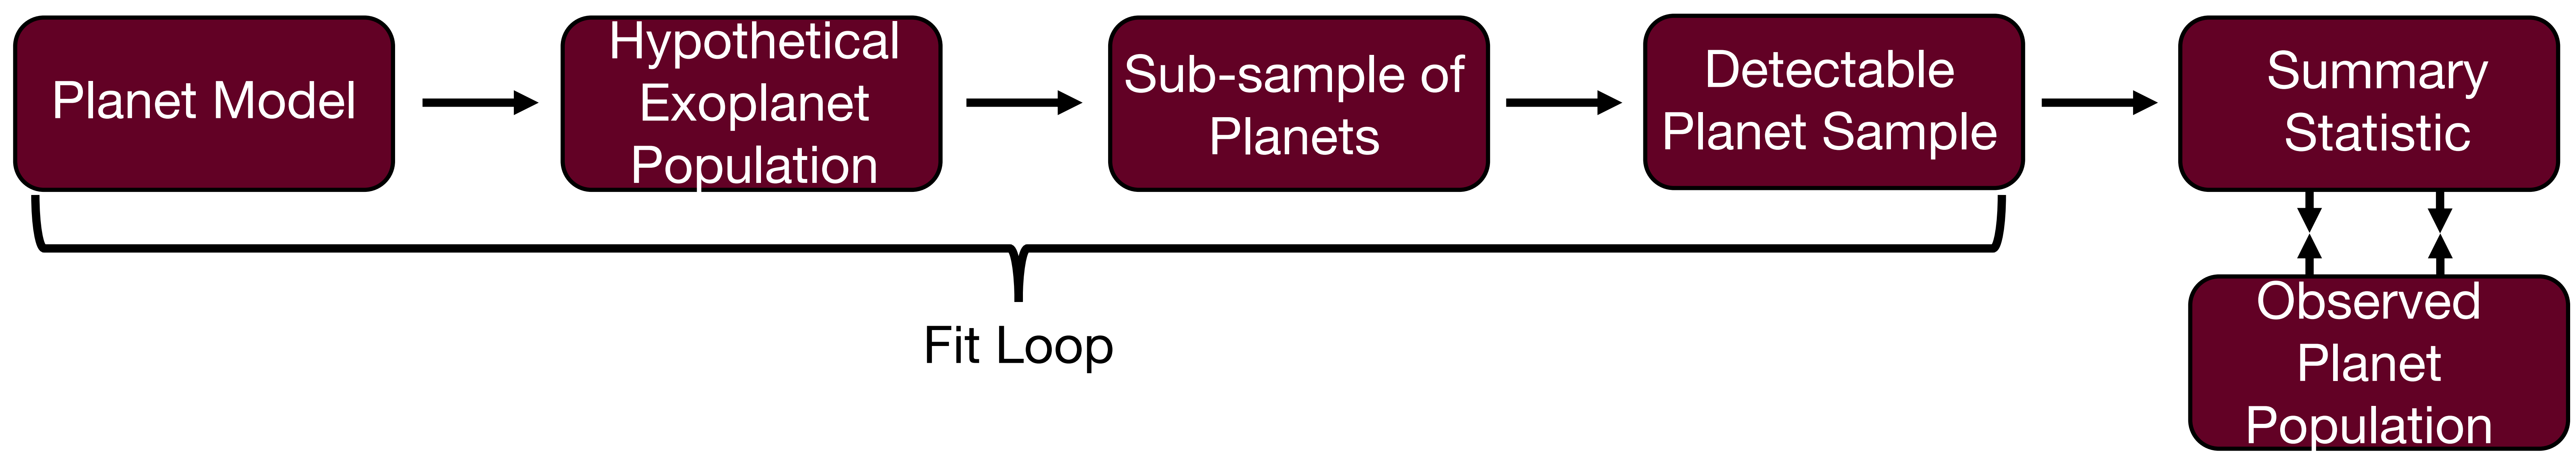 Planet Model
Hypothetical
Exoplanet
Population
Sub-sample of
Planets
Detectable
Planet Sample
Summary
Statistic
Fit Loop
Observed
Planet
Population